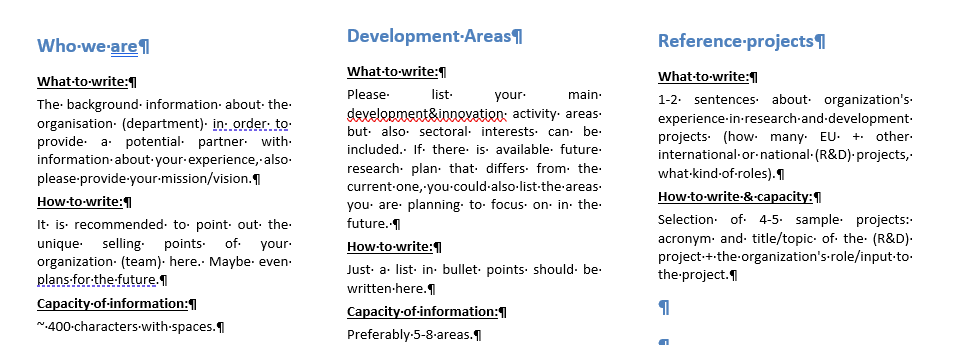 Who we are
What to write:
The background information about the
organisation (department) in order to
provide a potential partner with
information about your experience, also
please provide your mission/vision.
How to write:
It is recommended to point out the
unique selling points of your
organization (team) here. Maybe even
plans for the future.
Capacity of information:
~ 400 characters with spaces.
Development Areas
What to write:
Please list your main
development&innovation activity areas
but also sectoral interests can be
included. If there is available future
research plan that differs from the
current one, you could also list the areas
you are planning to focus on in the
future.
How to write:
Just a list in bullet points should be
written here.
Capacity of information:
Preferably 5-8 areas.
Reference projects
What to write:
1-2 sentences about organization's
experience in research and development
projects (how many EU + other
international or national (R&D) projects,
what kind of roles).
How to write & capacity:
Selection of 4-5 sample projects:
acronym and title/topic of the (R&D)
project + the organization's role/input to
the project.